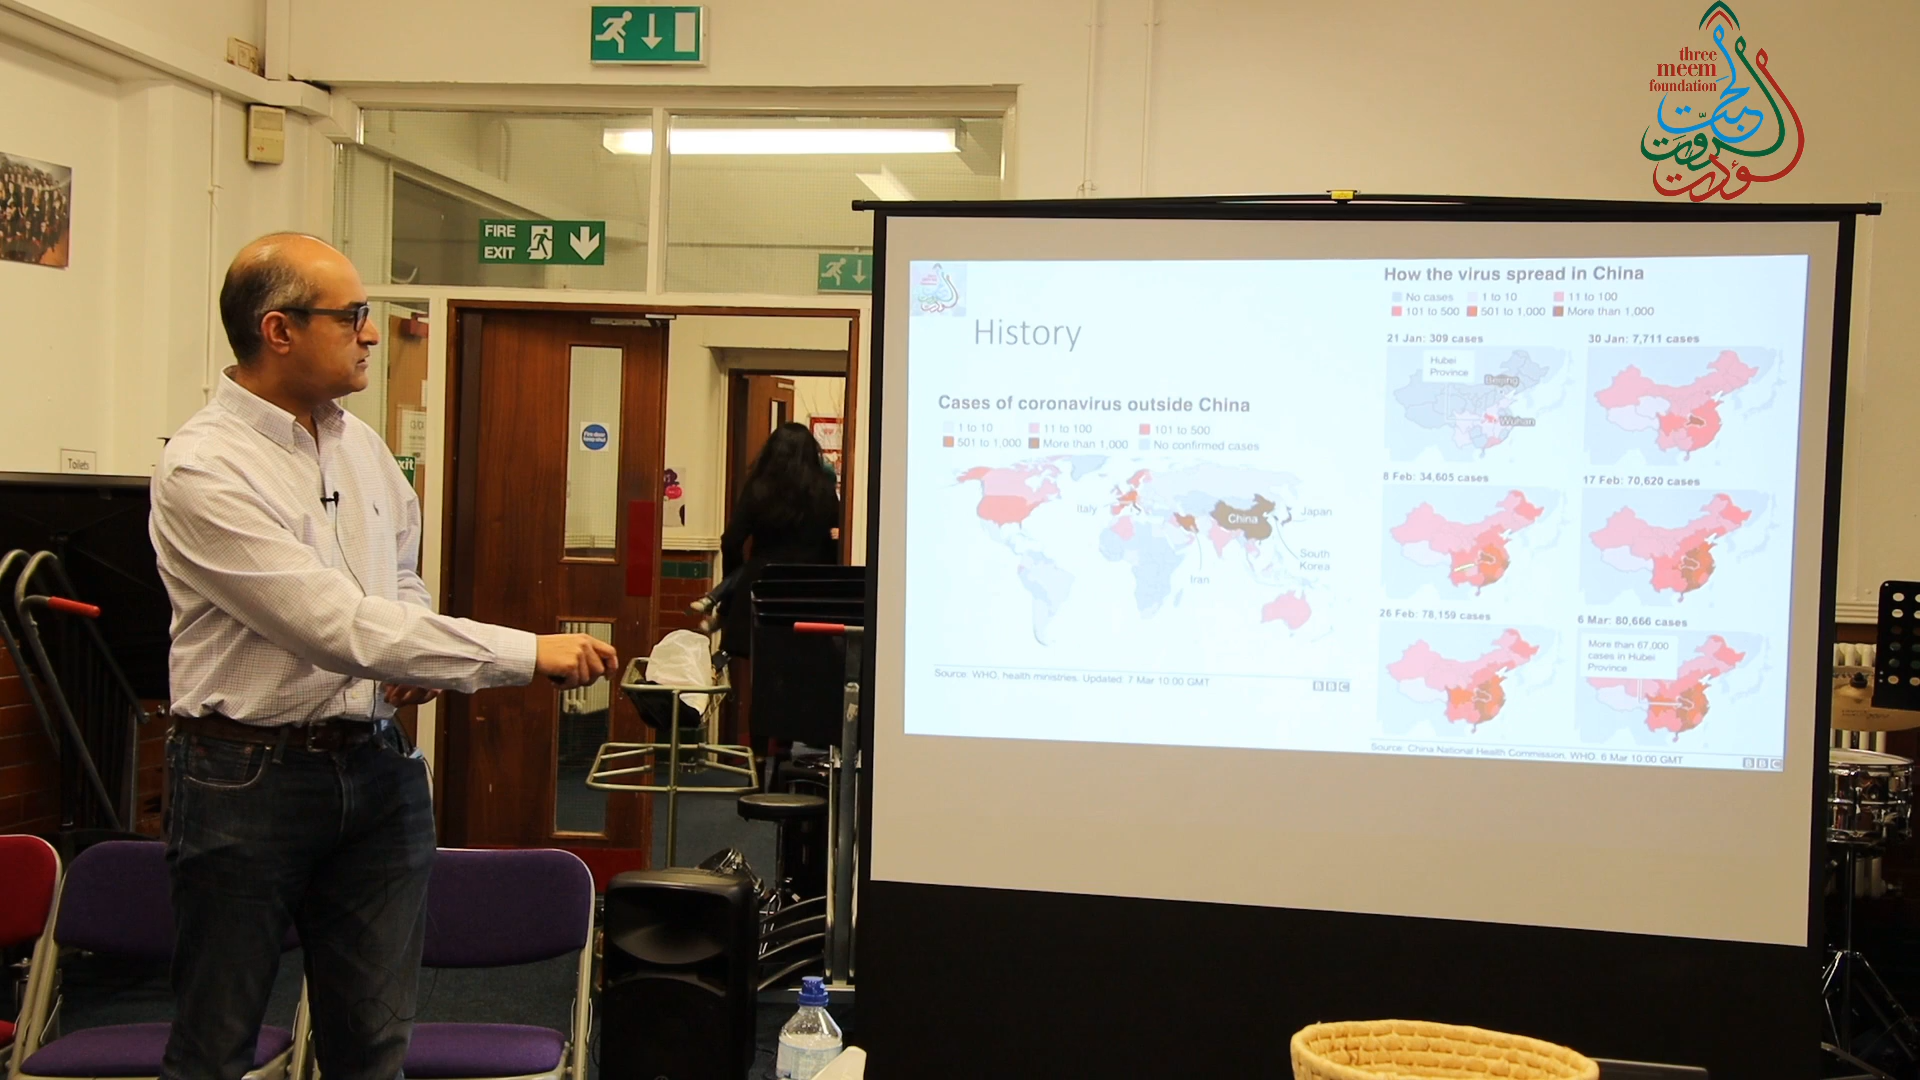 three
meem
foundation
المحبت
المروّت
المؤدت
FIRE
EXIT
Toilets
xit
History
Cases of coronavirus outside China
1 to 10
11 to 100
101 to 500
501 to 1,000
More than 1,000
No confirmed cases
Italy
China
Japan
South
Korea
Iran
Source: WHO, health ministries. Updated: 7 Mar 10:00 GMT
BBC
How the virus spread in China
No cases
1 to 10
11 to 100
101 to 500
501 to 1,000
More than 1,000
21 Jan: 309 cases
Hubei
Province
Beijing
Wuhan
30 Jan: 7,711 cases
8 Feb: 34,605 cases
17 Feb: 70,620 cases
26 Feb: 78,159 cases
6 Mar: 80,666 cases
More than 67,000
cases in Hubei
Province
Source: China National Health Commission, WHO. 6 Mar 10:00 GMT
BBC